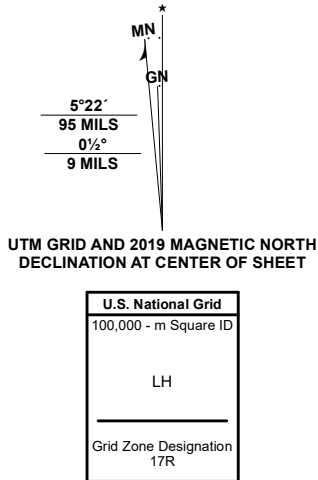 MN
GN
5°22´
95 MILS
0½°
9 MILS
UTM GRID AND 2019 MAGNETIC NORTH
DECLINATION AT CENTER OF SHEET
U.S. National Grid
100,000 - m Square ID
LH
Grid Zone Designation
17R